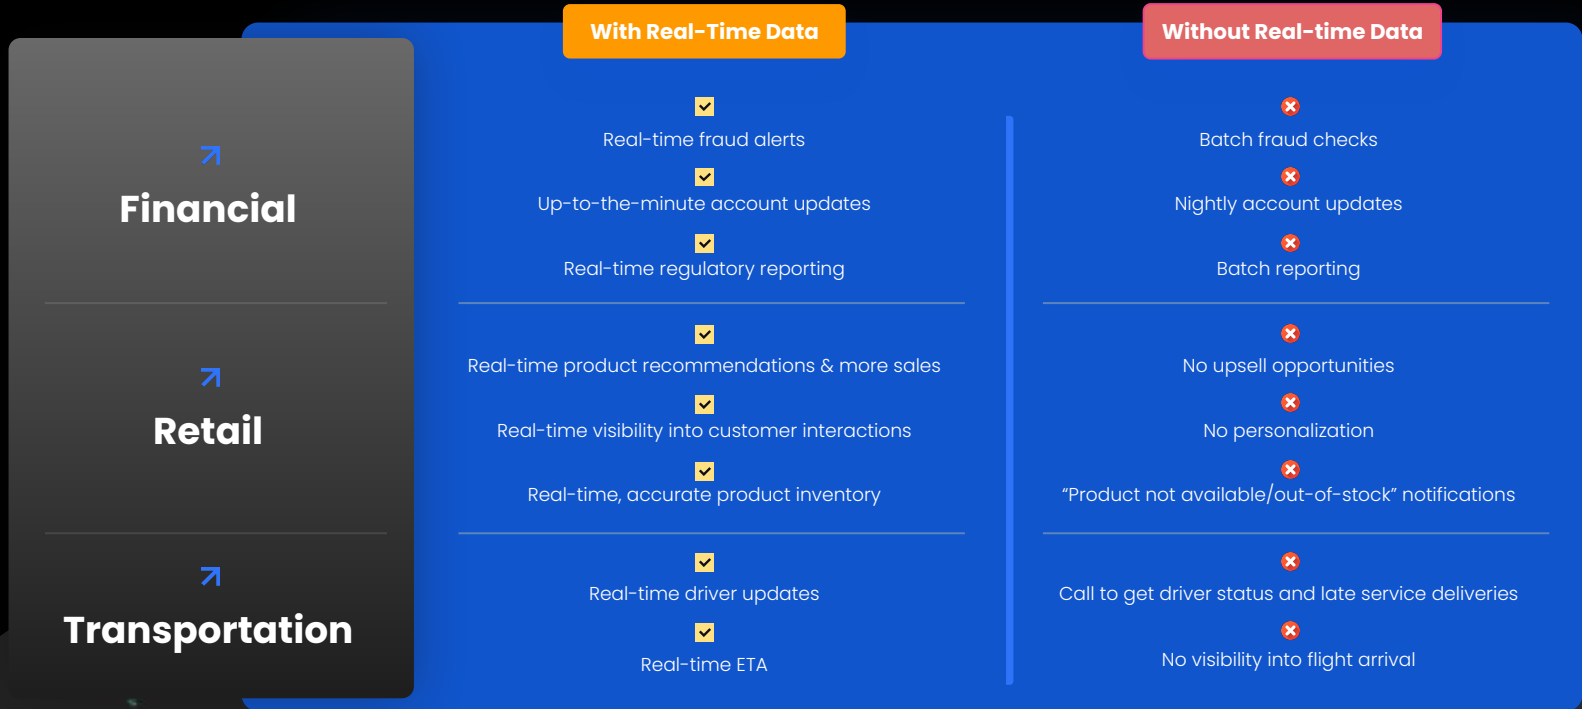 With Real-Time Data
Without Real-time Data
Financial
Real-time fraud alerts
Batch fraud checks
Up-to-the-minute account updates
Nightly account updates
Real-time regulatory reporting
Batch reporting
Retail
Real-time product recommendations & more sales
No upsell opportunities
Real-time visibility into customer interactions
No personalization
Real-time, accurate product inventory
“Product not available/out-of-stock” notifications
Transportation
Real-time driver updates
Call to get driver status and late service deliveries
Real-time ETA
No visibility into flight arrival